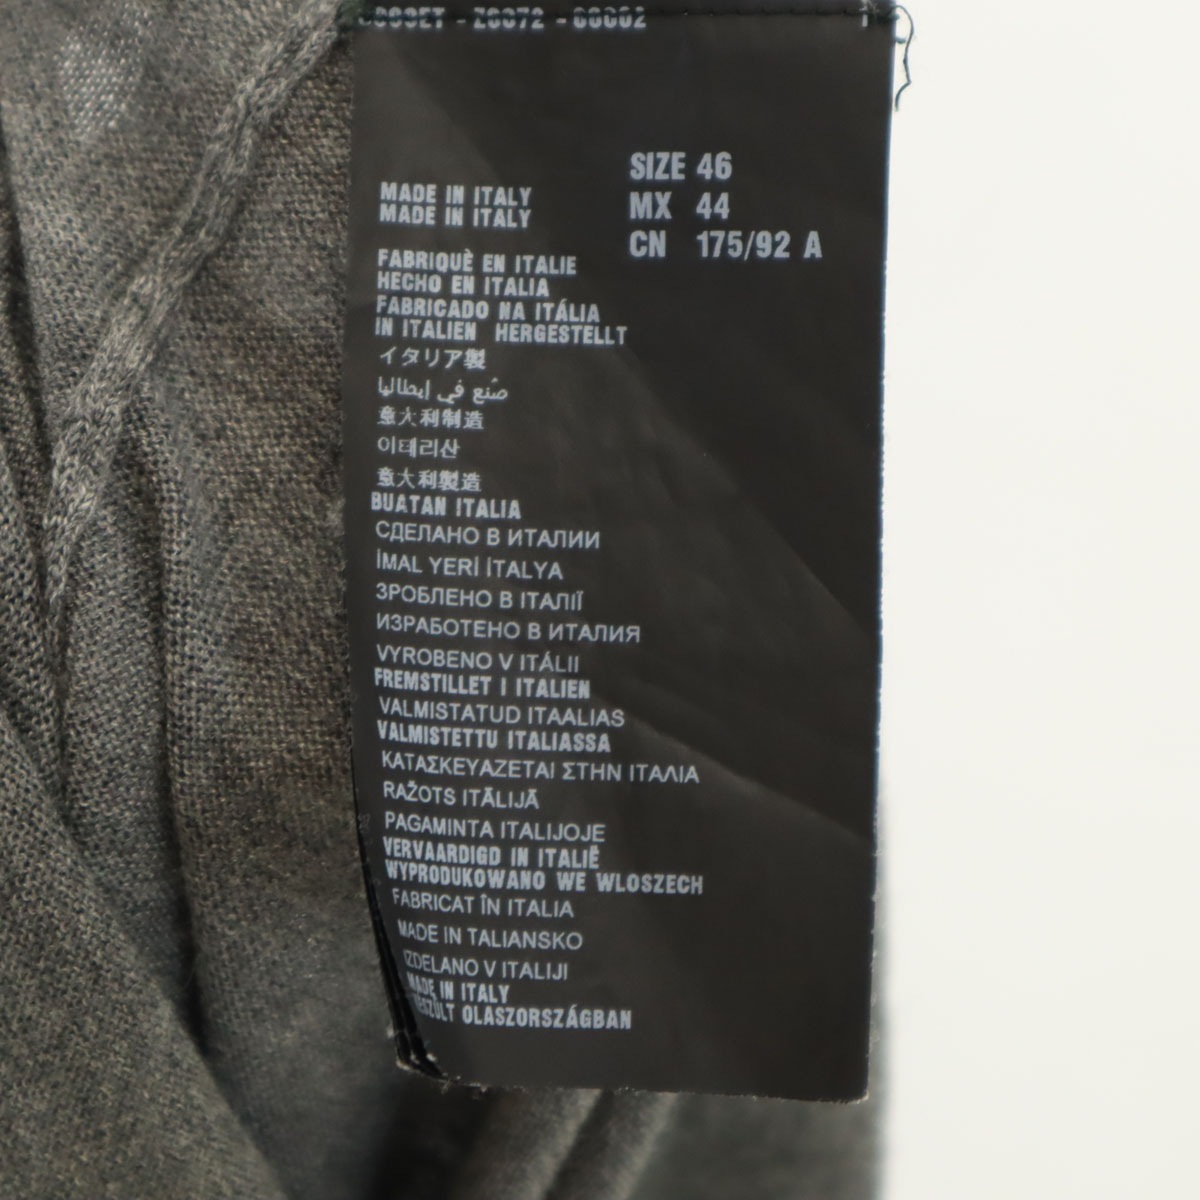 SIZE 46
MX 44
CN 175/92 A
MADE IN ITALY
MADE IN ITALY
FABRIQUÈ EN ITALIE
HECHO EN ITALIA
FABRICADO NA ITÁLIA
IN ITALIEN HERGESTELLT
イタリア製
صُنع في إيطاليا
意大利制造
이태리산
意大利製造
BUATAN ITALIA
СДЕЛАНО В ИТАЛИИ
İMAL YERİ İTALYA
ЗРОБЛЕНО В ІТАЛІЇ
ИЗРАБОТЕНО В ИТАЛИЯ
VYROBENO V ITÁLII
FREMSTILLET I ITALIEN
VALMISTATUD ITAALIAS
VALMISTETTU ITALIASSA
ΚΑΤΑΣΚΕΥΑΖΕΤΑΙ ΣΤΗΝ ΙΤΑΛΙΑ
RAŽOTS ITĀLIJĀ
PAGAMINTA ITALIJOJE
VERVAARDIGD IN ITALIË
WYPRODUKOWANO WE WLOSZECH
FABRICAT ÎN ITALIA
MADE IN TALIANSKO
IZDELANO V ITALIJI
MADE IN ITALY
OLASZORSZÁGBAN